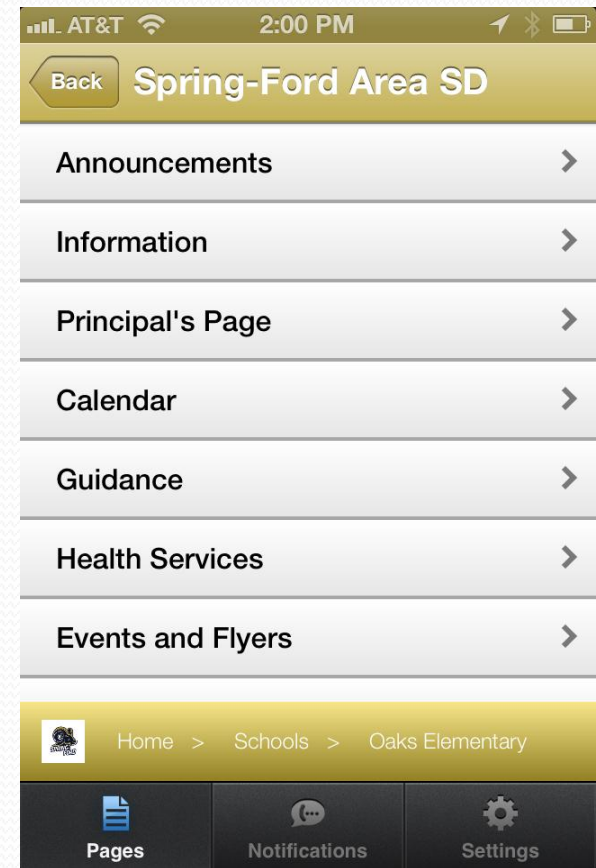 AT&T 2:00 PM
Back Spring-Ford Area SD
Announcements
Information
Principal's Page
Calendar
Guidance
Health Services
Events and Flyers
Home > Schools > Oaks Elementary
Pages Notifications Settings